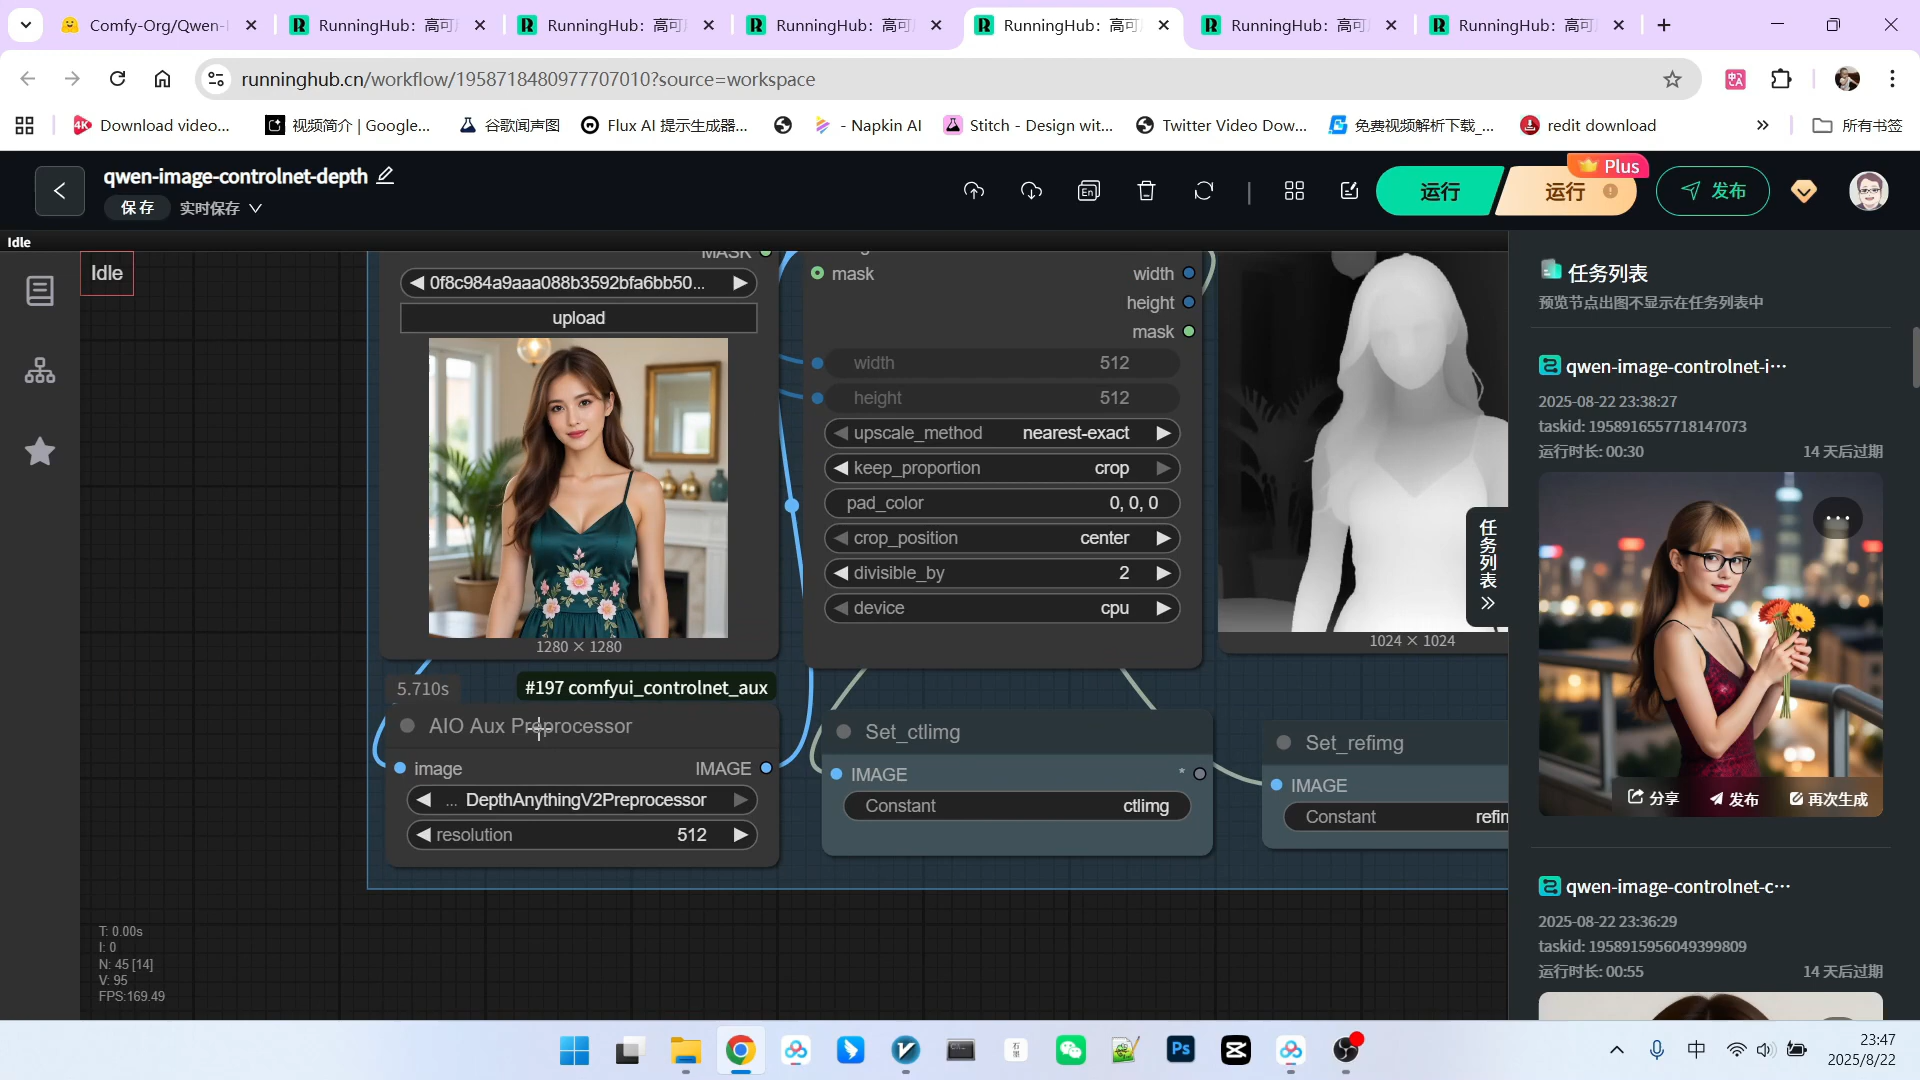 Comfy-Org/Qwen-I
RunningHub：高可
RunningHub：高可
RunningHub：高可
RunningHub：高可
RunningHub：高可
RunningHub：高可
runninghub.cn/workflow/1958718480977707010?source=workspace
Download video...
视频简介 | Google...
谷歌闻声图
Flux AI 提示生成器...
- Napkin AI
Stitch - Design wit...
Twitter Video Dow...
免费视频解析下载_...
redit download
所有书签
qwen-image-controlnet-depth
保存
实时保存
运行
运行
Plus
发布
Idle
Idle
MASK
0f8c984a9aaa088b3592bfa6bb50...
upload
1280 × 1280
mask
width
height
mask
width 512
height 512
upscale_method nearest-exact
keep_proportion crop
pad_color 0, 0, 0
crop_position center
divisible_by 2
device cpu
1024 × 1024
任务列表
5.710s
#197 comfyui_controlnet_aux
AIO Aux Preprocessor
image IMAGE
... DepthAnythingV2Preprocessor
resolution 512
Set_ctlimg
IMAGE *
Constant ctlimg
Set_refimg
IMAGE
Constant
T: 0.00s
I: 0
N: 45 [14]
V: 95
FPS:169.49
任务列表
预览节点出图不显示在任务列表中
qwen-image-controlnet-i···
2025-08-22 23:38:27
taskid: 1958916557718147073
运行时长: 00:30 14 天后过期
分享 发布 再次生成
qwen-image-controlnet-c···
2025-08-22 23:36:29
taskid: 1958915956049399809
运行时长: 00:55 14 天后过期
Ps
中
23:47
2025/8/22